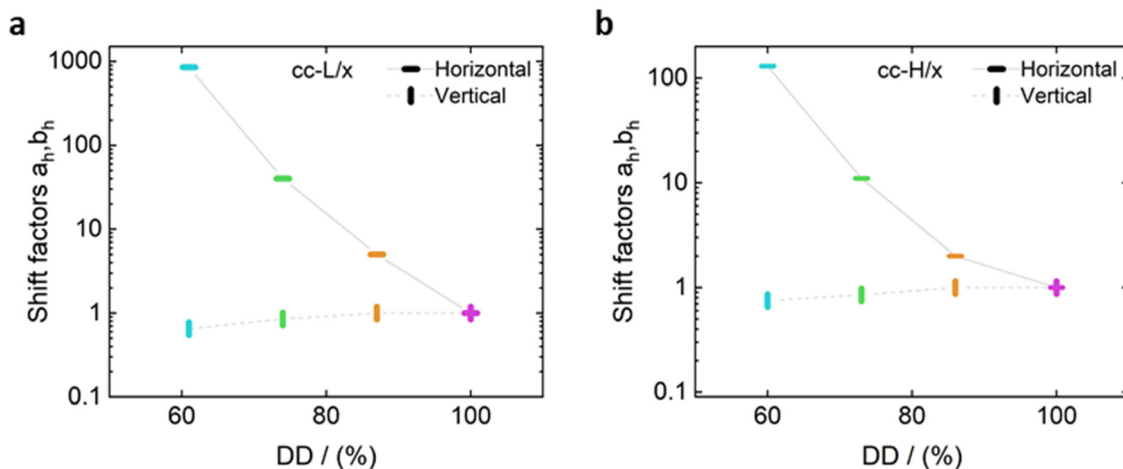 a
cc-L/x
Horizontal
Vertical
1000
100
10
1
0.1
Shift factors a_h,b_h
60
80
100
DD / (%)
b
cc-H/x
Horizontal
Vertical
100
10
1
0.1
Shift factors a_h,b_h
60
80
100
DD / (%)